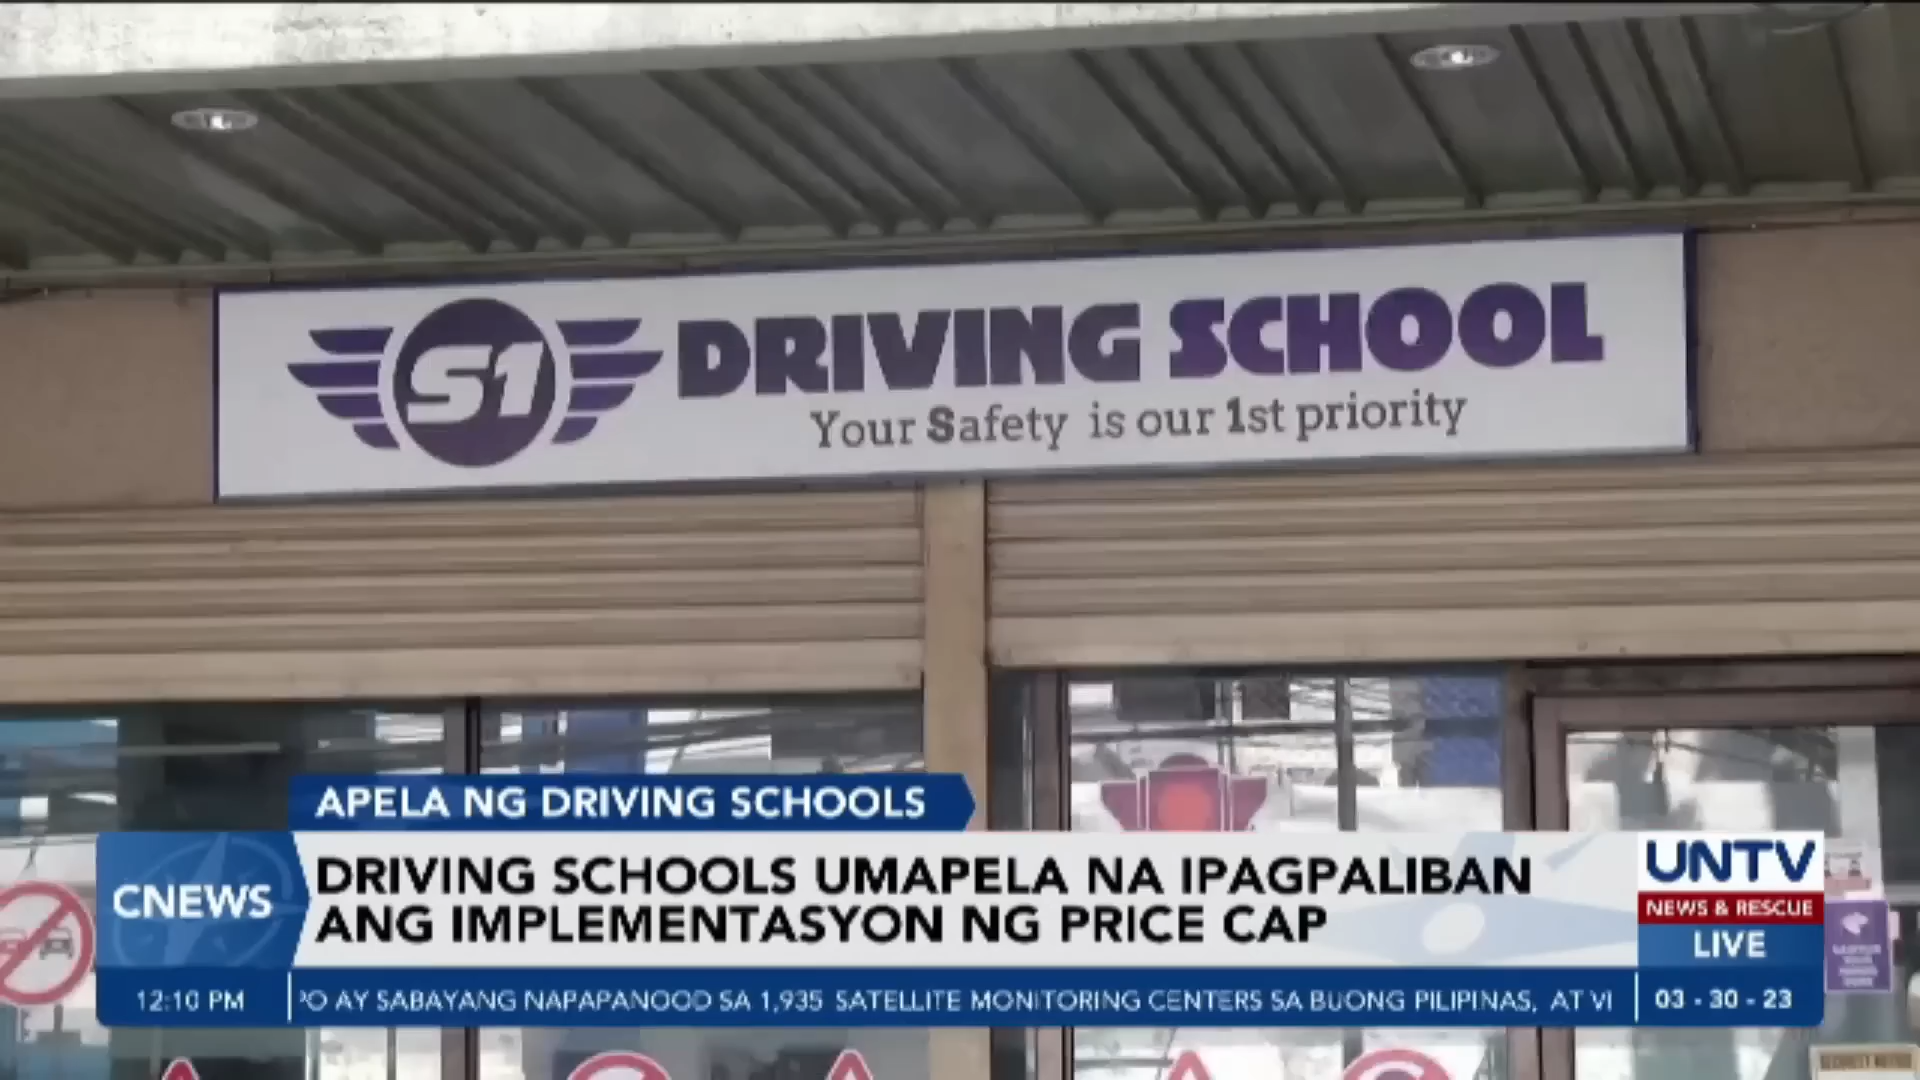 S1 DRIVING SCHOOL
Your Safety is our 1st priority
APELA NG DRIVING SCHOOLS
CNEWS
DRIVING SCHOOLS UMAPELA NA IPAGPALIBAN
ANG IMPLEMENTASYON NG PRICE CAP
UNTV
NEWS & RESCUE
LIVE
12:10 PM
PO AY SABAYANG NAPAPANOOD SA 1,935 SATELLITE MONITORING CENTERS SA BUONG PILIPINAS, AT VI
03 - 30 - 23